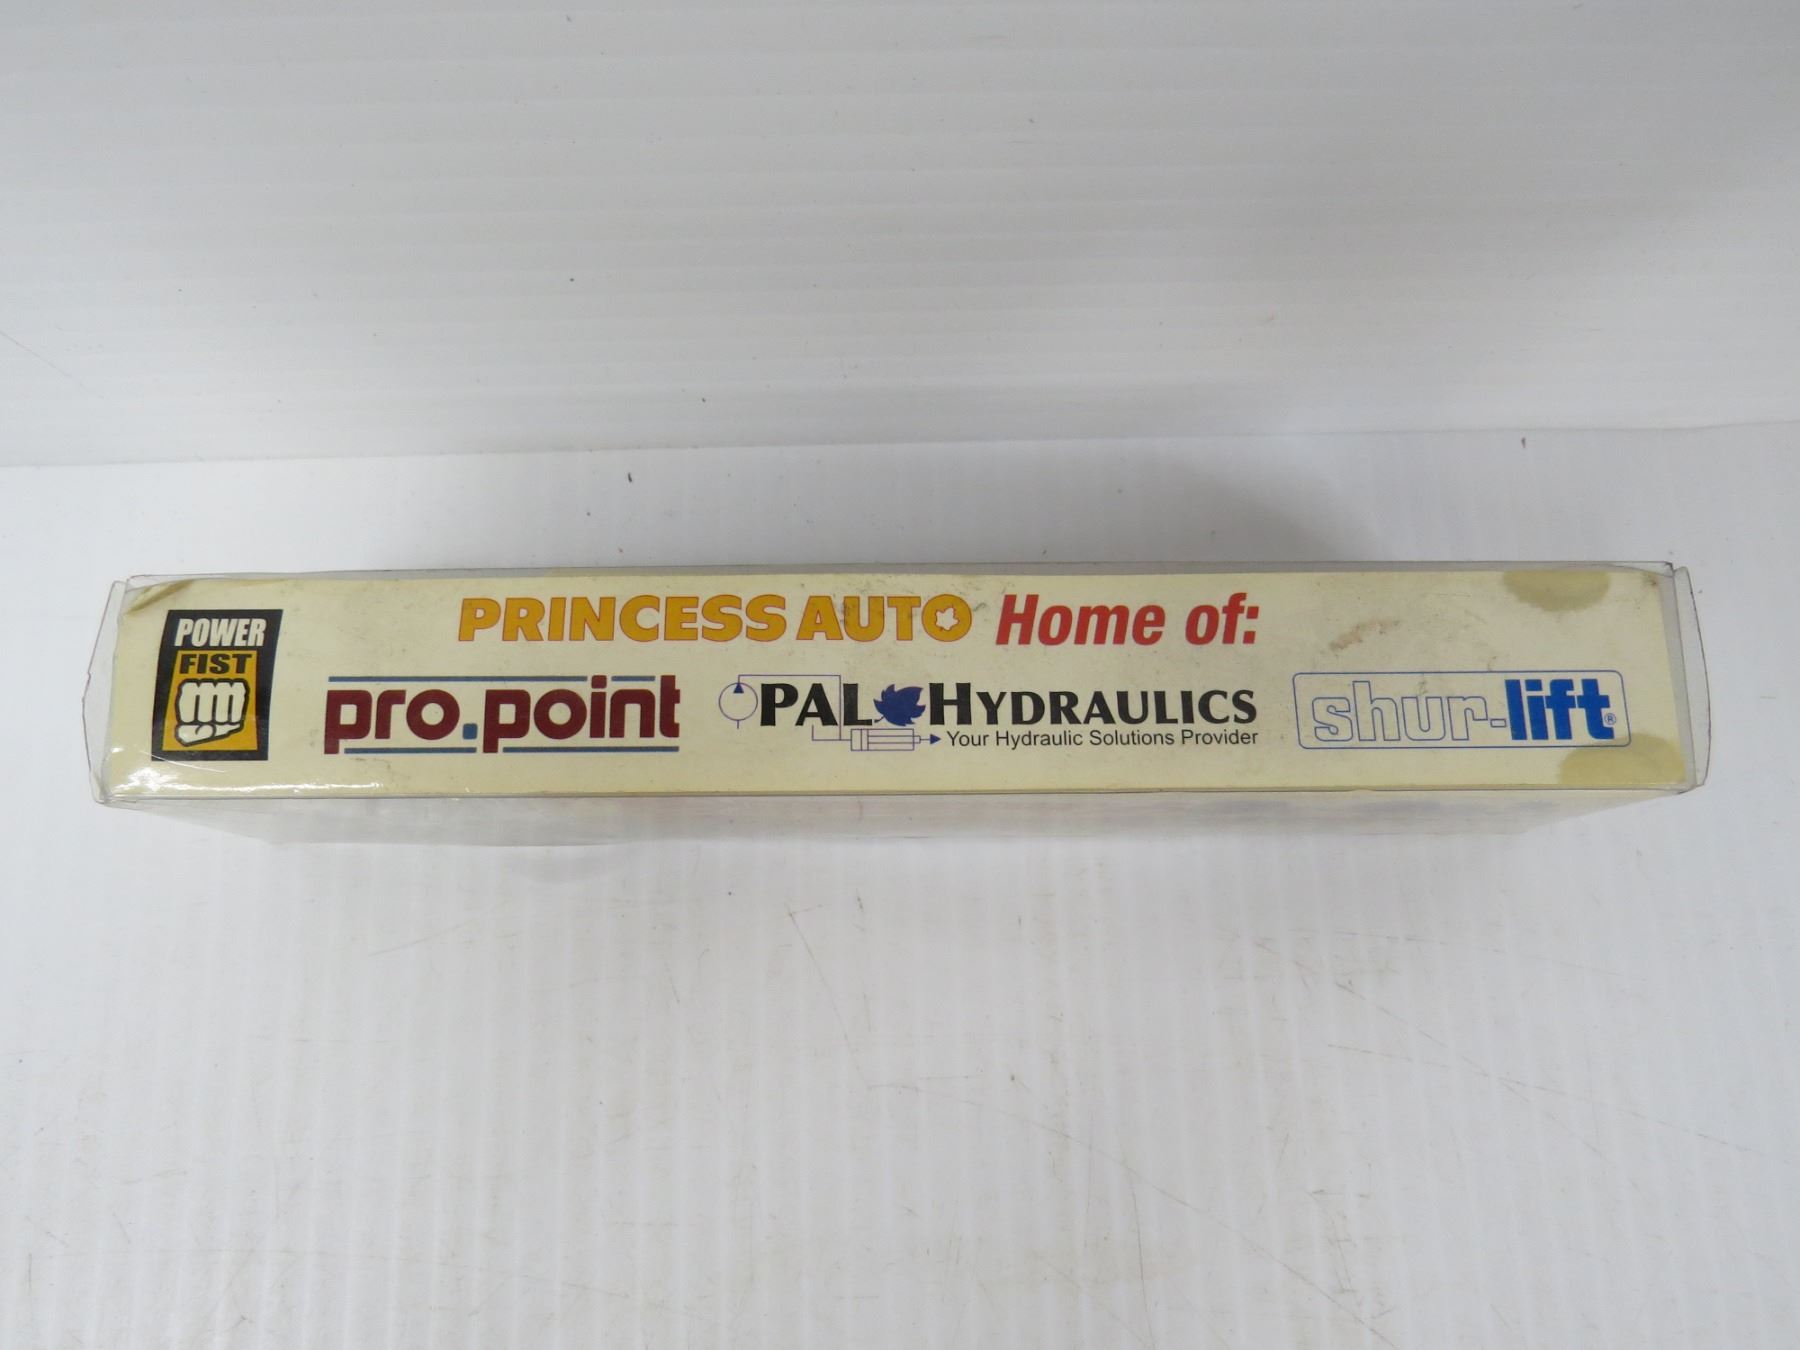 POWER
FIST
PRINCESS AUTO Home of:
pro.point
PAL HYDRAULICS
Your Hydraulic Solutions Provider
shur-lift®